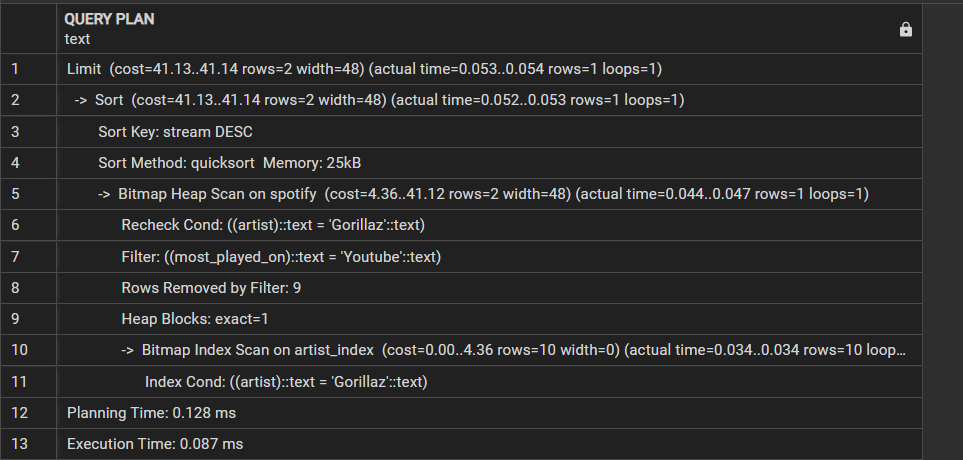 QUERY PLAN
text
1 Limit (cost=41.13..41.14 rows=2 width=48) (actual time=0.053..0.054 rows=1 loops=1)
2 -> Sort (cost=41.13..41.14 rows=2 width=48) (actual time=0.052..0.053 rows=1 loops=1)
3 Sort Key: stream DESC
4 Sort Method: quicksort Memory: 25kB
5 -> Bitmap Heap Scan on spotify (cost=4.36..41.12 rows=2 width=48) (actual time=0.044..0.047 rows=1 loops=1)
6 Recheck Cond: ((artist)::text = 'Gorillaz'::text)
7 Filter: ((most_played_on)::text = 'Youtube'::text)
8 Rows Removed by Filter: 9
9 Heap Blocks: exact=1
10 -> Bitmap Index Scan on artist_index (cost=0.00..4.36 rows=10 width=0) (actual time=0.034..0.034 rows=10 loop...
11 Index Cond: ((artist)::text = 'Gorillaz'::text)
12 Planning Time: 0.128 ms
13 Execution Time: 0.087 ms